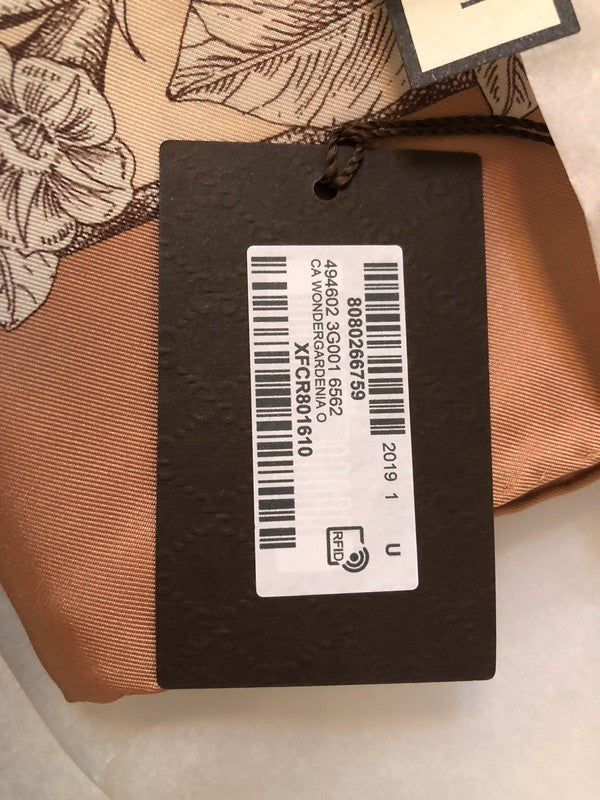 2019 1 U
8080266759
494602 3G001 6562
CA WONDERGARDENIA O
XFCR801610
RFID